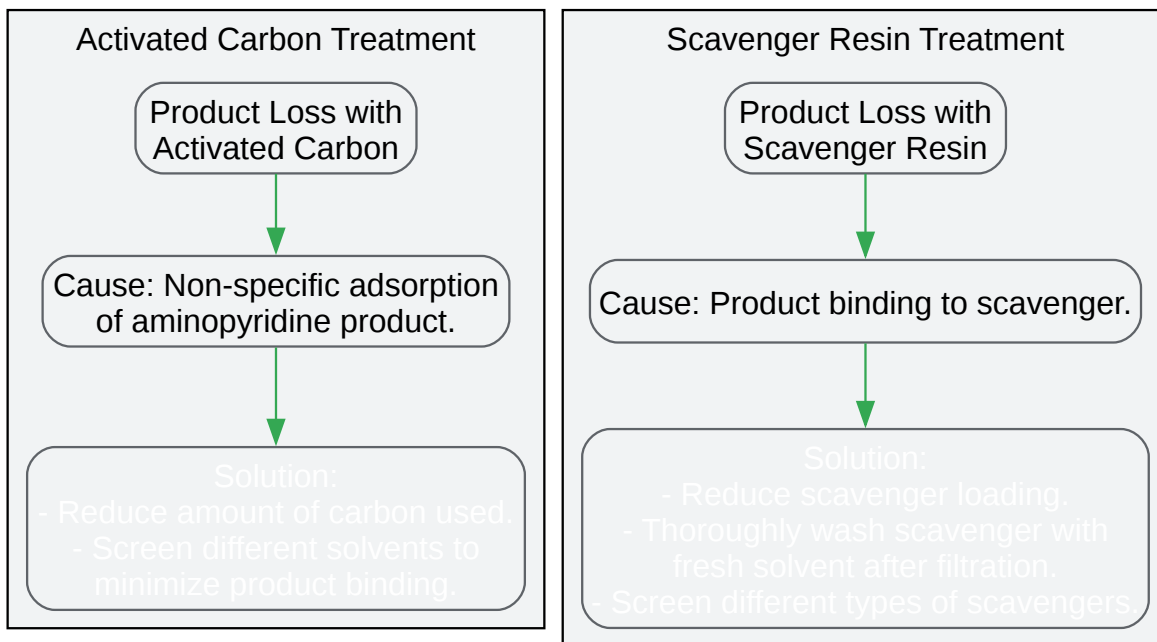 Activated Carbon Treatment
Product Loss with
Activated Carbon
Cause: Non-specific adsorption
of aminopyridine product.
Solution:
- Reduce amount of carbon used.
- Screen different solvents to
minimize product binding.
Scavenger Resin Treatment
Product Loss with
Scavenger Resin
Cause: Product binding to scavenger.
Solution:
- Reduce scavenger loading.
- Thoroughly wash scavenger with
fresh solvent after filtration.
- Screen different types of scavengers.